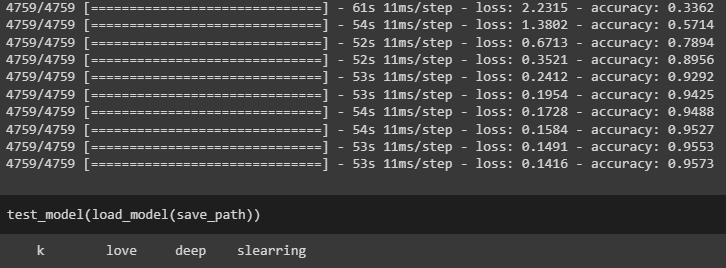 4759/4759 [==============================] - 61s 11ms/step - loss: 2.2315 - accuracy: 0.3362
4759/4759 [==============================] - 54s 11ms/step - loss: 1.3802 - accuracy: 0.5714
4759/4759 [==============================] - 52s 11ms/step - loss: 0.6713 - accuracy: 0.7894
4759/4759 [==============================] - 52s 11ms/step - loss: 0.3521 - accuracy: 0.8956
4759/4759 [==============================] - 53s 11ms/step - loss: 0.2412 - accuracy: 0.9292
4759/4759 [==============================] - 53s 11ms/step - loss: 0.1954 - accuracy: 0.9425
4759/4759 [==============================] - 54s 11ms/step - loss: 0.1728 - accuracy: 0.9488
4759/4759 [==============================] - 54s 11ms/step - loss: 0.1584 - accuracy: 0.9527
4759/4759 [==============================] - 53s 11ms/step - loss: 0.1491 - accuracy: 0.9553
4759/4759 [==============================] - 53s 11ms/step - loss: 0.1416 - accuracy: 0.9573
test_model(load_model(save_path))
k love deep slearring